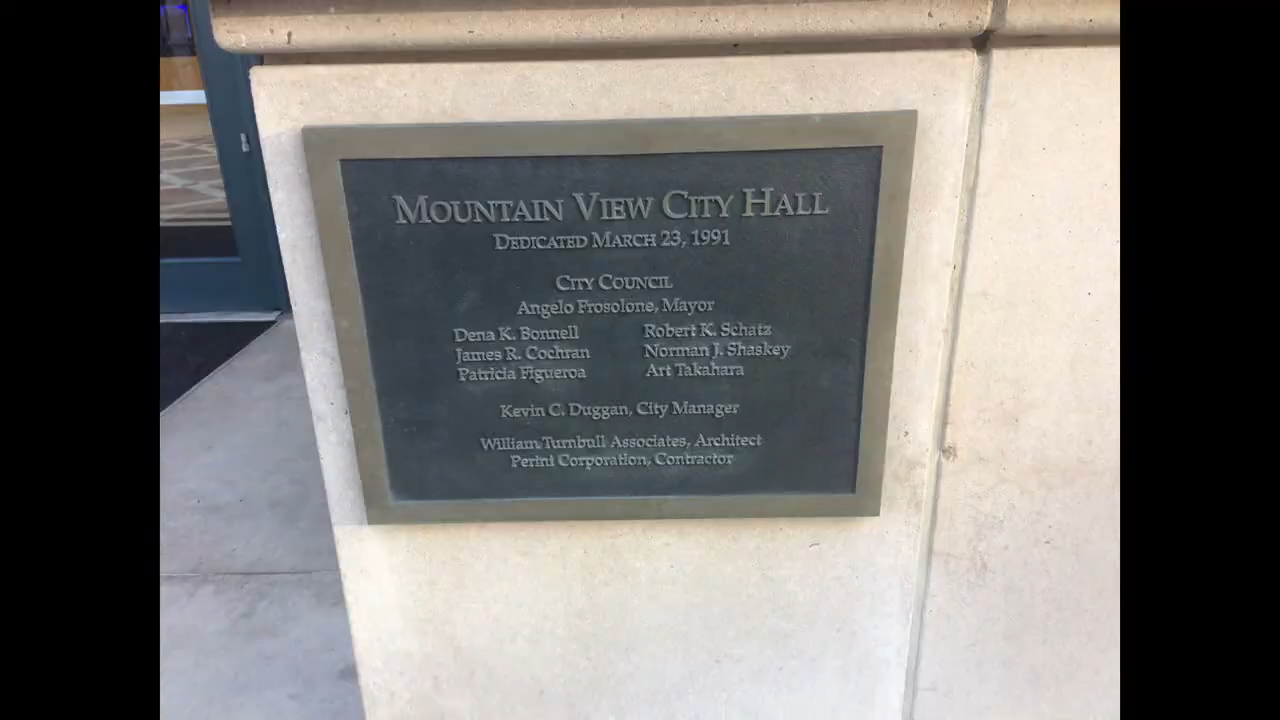 MOUNTAIN VIEW CITY HALL
DEDICATED MARCH 23, 1991
CITY COUNCIL
Angelo Frosolone, Mayor
Dena K. Bonnell Robert K. Schatz
James R. Cochran Norman J. Shaskey
Patricia Figueroa Art Takahara
Kevin C. Duggan, City Manager
William Turnbull Associates, Architect
Perini Corporation, Contractor